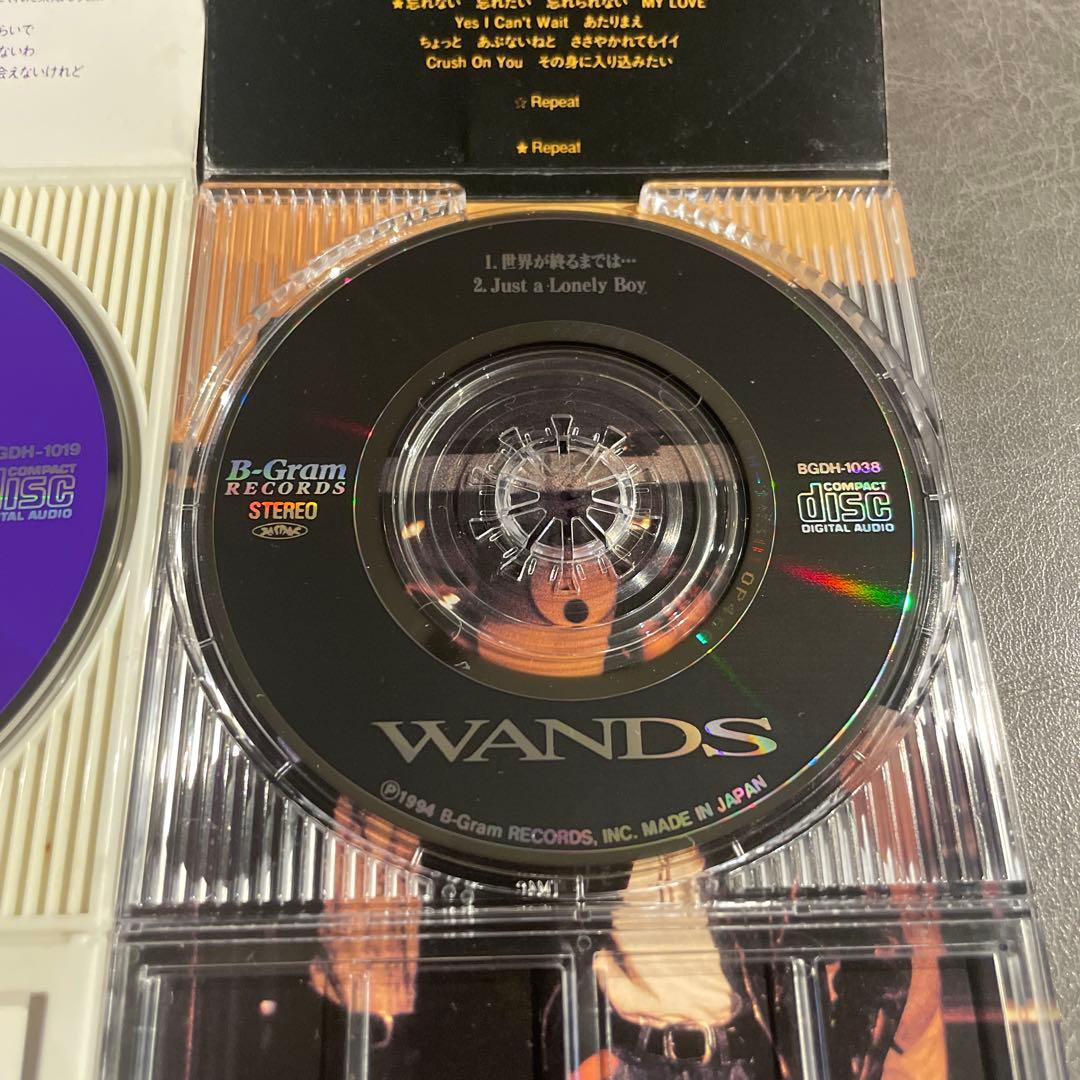 らいで
ないわ
会えないけれど
★忘れない 忘れたい 忘れられない MY LOVE
Yes I Can't Wait あたりまえ
ちょっと あぶないねと ささやかれてもイイ
Crush On You その身に入り込みたい
☆Repeat
★Repeat
1.世界が終るまでは…
2.Just a Lonely Boy
B-Gram
RECORDS
STEREO
JASRAC
BGDH-1038
COMPACT
disc
DIGITAL AUDIO
WANDS
Ⓟ1994 B-Gram RECORDS, INC. MADE IN JAPAN
GDH-1019
COMPACT
disc
ITAL AUDIO